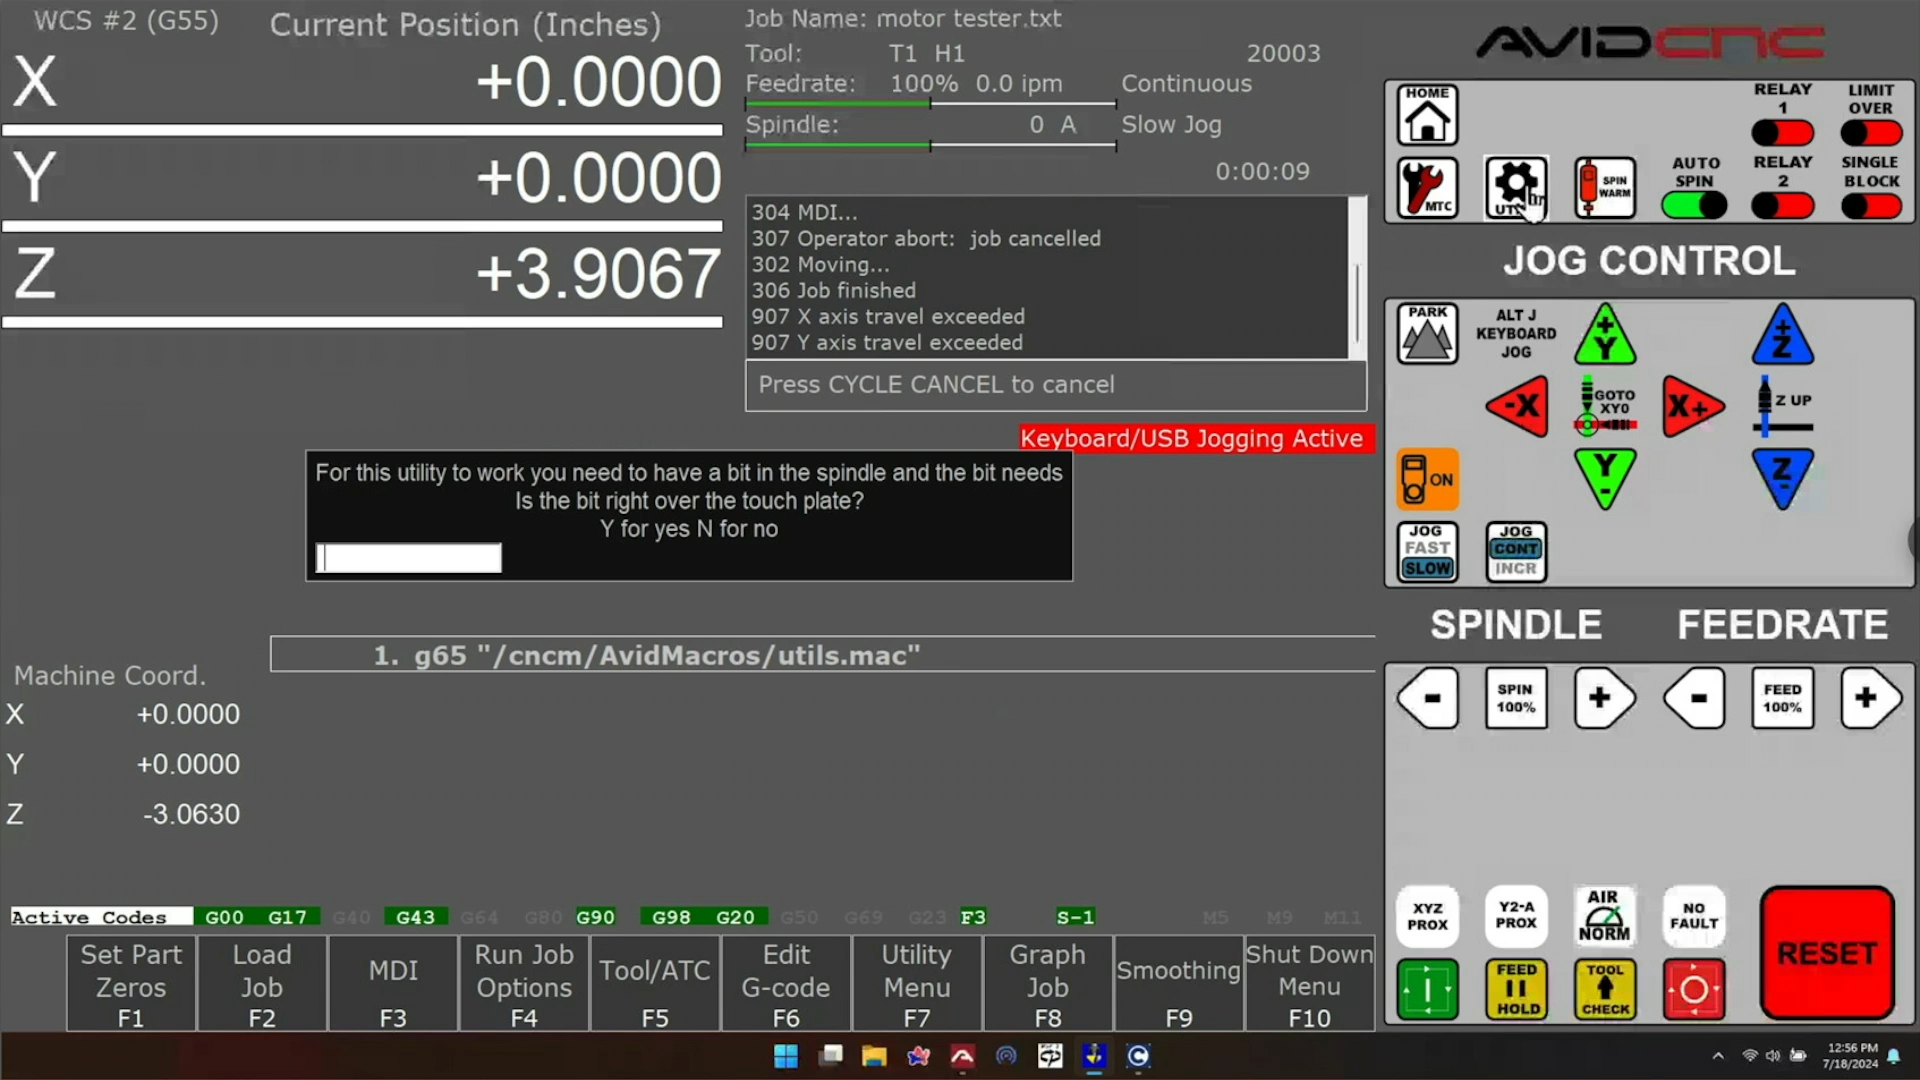 WCS #2 (G55)
Current Position (Inches)
X +0.0000
Y +0.0000
Z +3.9067
Job Name: motor tester.txt
Tool: T1 H1 20003
Feedrate: 100% 0.0 ipm Continuous
Spindle: 0 A Slow Jog
0:00:09
304 MDI...
307 Operator abort: job cancelled
302 Moving...
306 Job finished
907 X axis travel exceeded
907 Y axis travel exceeded
Press CYCLE CANCEL to cancel
Keyboard/USB Jogging Active
For this utility to work you need to have a bit in the spindle and the bit needs
Is the bit right over the touch plate?
Y for yes N for no
1. g65 "/cncm/AvidMacros/utils.mac"
Machine Coord.
X +0.0000
Y +0.0000
Z -3.0630
Active Codes G00 G17 G40 G43 G64 G80 G90 G98 G20 G50 G69 G23 F3 S-1 M5 M9 M11
Set Part Zeros F1
Load Job F2
MDI F3
Run Job Options F4
Tool/ATC F5
Edit G-code F6
Utility Menu F7
Graph Job F8
Smoothing F9
Shut Down Menu F10
AVIDCNC
HOME
RELAY 1
LIMIT OVER
MTC
SPIN WARM
AUTO SPIN
RELAY 2
SINGLE BLOCK
JOG CONTROL
PARK
ALT J KEYBOARD JOG
+Y
+Z
-X
GOTO XY0
X+
Z UP
ON
Y-
Z-
JOG FAST SLOW
JOG CONT INCR
SPINDLE
FEEDRATE
-
SPIN 100%
+
-
FEED 100%
+
XYZ PROX
Y2-A PROX
AIR NORM
NO FAULT
RESET
FEED HOLD
TOOL CHECK
12:56 PM
7/18/2024